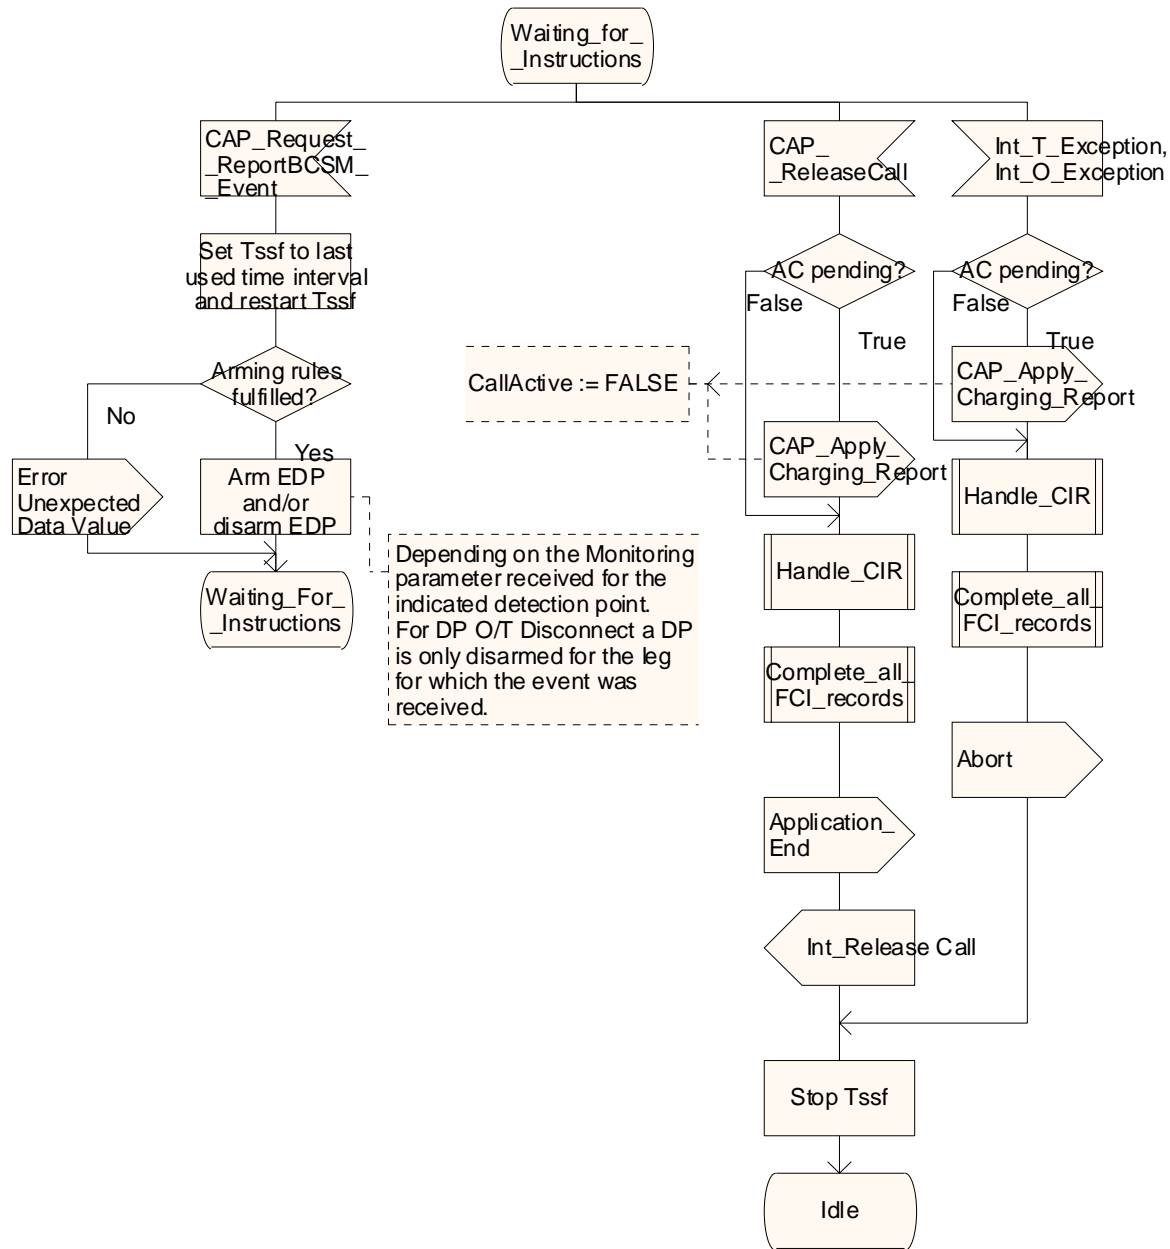 Waiting_for_
_Instructions
CAP_Request_
_ReportBCSM_
_Event
CAP_
_ReleaseCall
Int_T_Exception,
Int_O_Exception
Set Tssf to last
used time interval
and restart Tssf
AC pending?
False
True
AC pending?
False
True
Arming rules
fulfilled?
No
Yes
CallActive := FALSE
CAP_Apply_
Charging_Report
CAP_Apply_
Charging_Report
Error
Unexpected
Data Value
Arm EDP
and/or
disarm EDP
Handle_CIR
Depending on the Monitoring
parameter received for the
indicated detection point.
For DP O/T Disconnect a DP
is only disarmed for the leg
for which the event was
received.
Handle_CIR
Waiting_For_
_Instructions
Complete_all_
FCI_records
Complete_all_
FCI_records
Abort
Application_
End
Int_Release Call
Stop Tssf
Idle